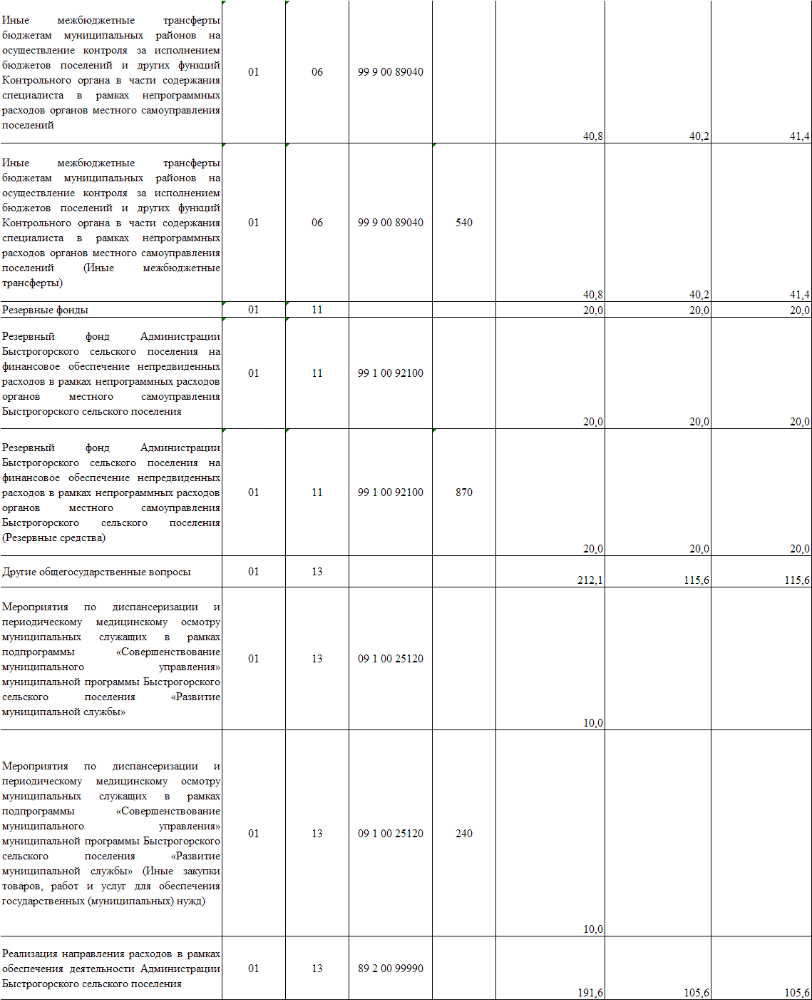 Иные межбюджетные трансферты
бюджетам муниципальных районов на
осуществление контроля за исполнением
бюджетов поселений и других функций
Контрольного органа в части содержания
специалиста в рамках непрограммных
расходов органов местного самоуправления
поселений
01 06 99 9 00 89040
40,8 40,2 41,4
Иные межбюджетные трансферты
бюджетам муниципальных районов на
осуществление контроля за исполнением
бюджетов поселений и других функций
Контрольного органа в части содержания
специалиста в рамках непрограммных
расходов органов местного самоуправления
поселений (Иные межбюджетные
трансферты)
01 06 99 9 00 89040 540
40,8 40,2 41,4
Резервные фонды 01 11 20,0 20,0 20,0
Резервный фонд Администрации
Быстрогорского сельского поселения на
финансовое обеспечение непредвиденных
расходов в рамках непрограммных расходов
органов местного самоуправления
Быстрогорского сельского поселения
01 11 99 1 00 92100
20,0 20,0 20,0
Резервный фонд Администрации
Быстрогорского сельского поселения на
финансовое обеспечение непредвиденных
расходов в рамках непрограммных расходов
органов местного самоуправления
Быстрогорского сельского поселения
(Резервные средства)
01 11 99 1 00 92100 870
20,0 20,0 20,0
Другие общегосударственные вопросы 01 13
212,1 115,6 115,6
Мероприятия по диспансеризации и
периодическому медицинскому осмотру
муниципальных служащих в рамках
подпрограммы «Совершенствование
муниципального управления»
муниципальной программы Быстрогорского
сельского поселения «Развитие
муниципальной службы»
01 13 09 1 00 25120
10,0
Мероприятия по диспансеризации и
периодическому медицинскому осмотру
муниципальных служащих в рамках
подпрограммы «Совершенствование
муниципального управления»
муниципальной программы Быстрогорского
сельского поселения «Развитие
муниципальной службы» (Иные закупки
товаров, работ и услуг для обеспечения
государственных (муниципальных) нужд)
01 13 09 1 00 25120 240
10,0
Реализация направления расходов в рамках
обеспечения деятельности Администрации
Быстрогорского сельского поселения
01 13 89 2 00 99990
191,6 105,6 105,6